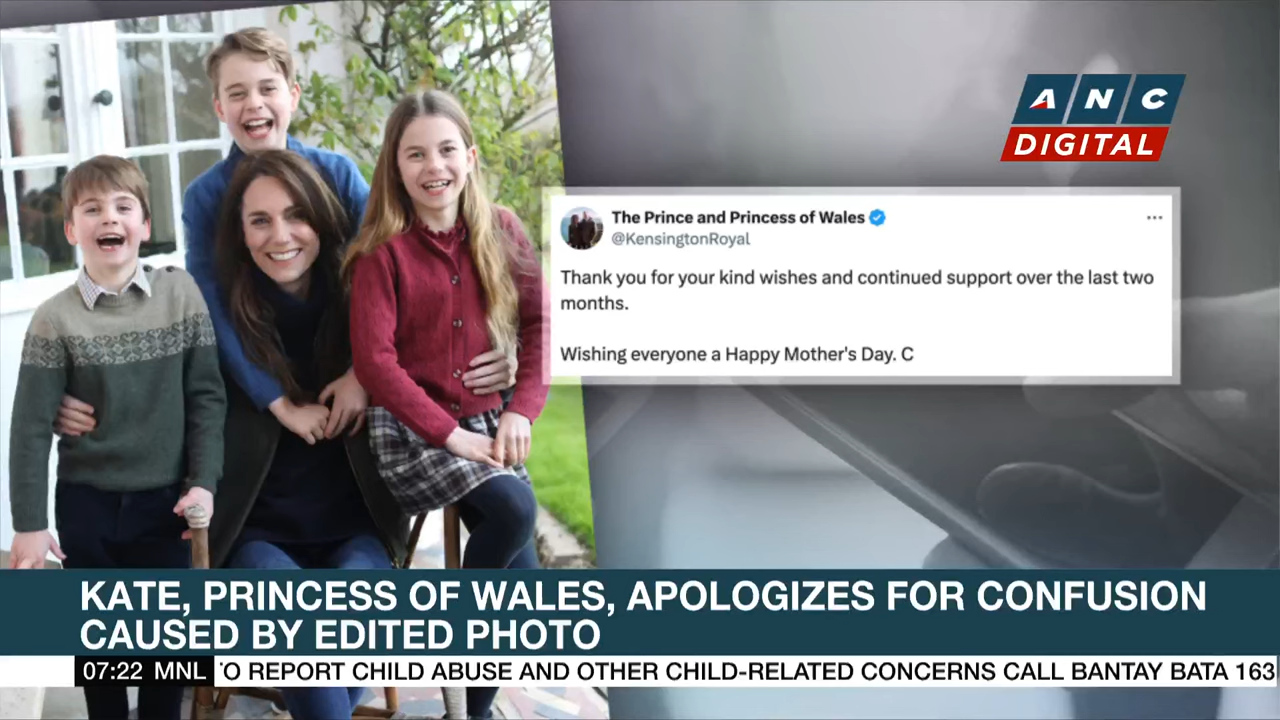 ANC
DIGITAL
The Prince and Princess of Wales
@KensingtonRoyal
Thank you for your kind wishes and continued support over the last two
months.
Wishing everyone a Happy Mother's Day. C
KATE, PRINCESS OF WALES, APOLOGIZES FOR CONFUSION
CAUSED BY EDITED PHOTO
07:22 MNL TO REPORT CHILD ABUSE AND OTHER CHILD-RELATED CONCERNS CALL BANTAY BATA 163